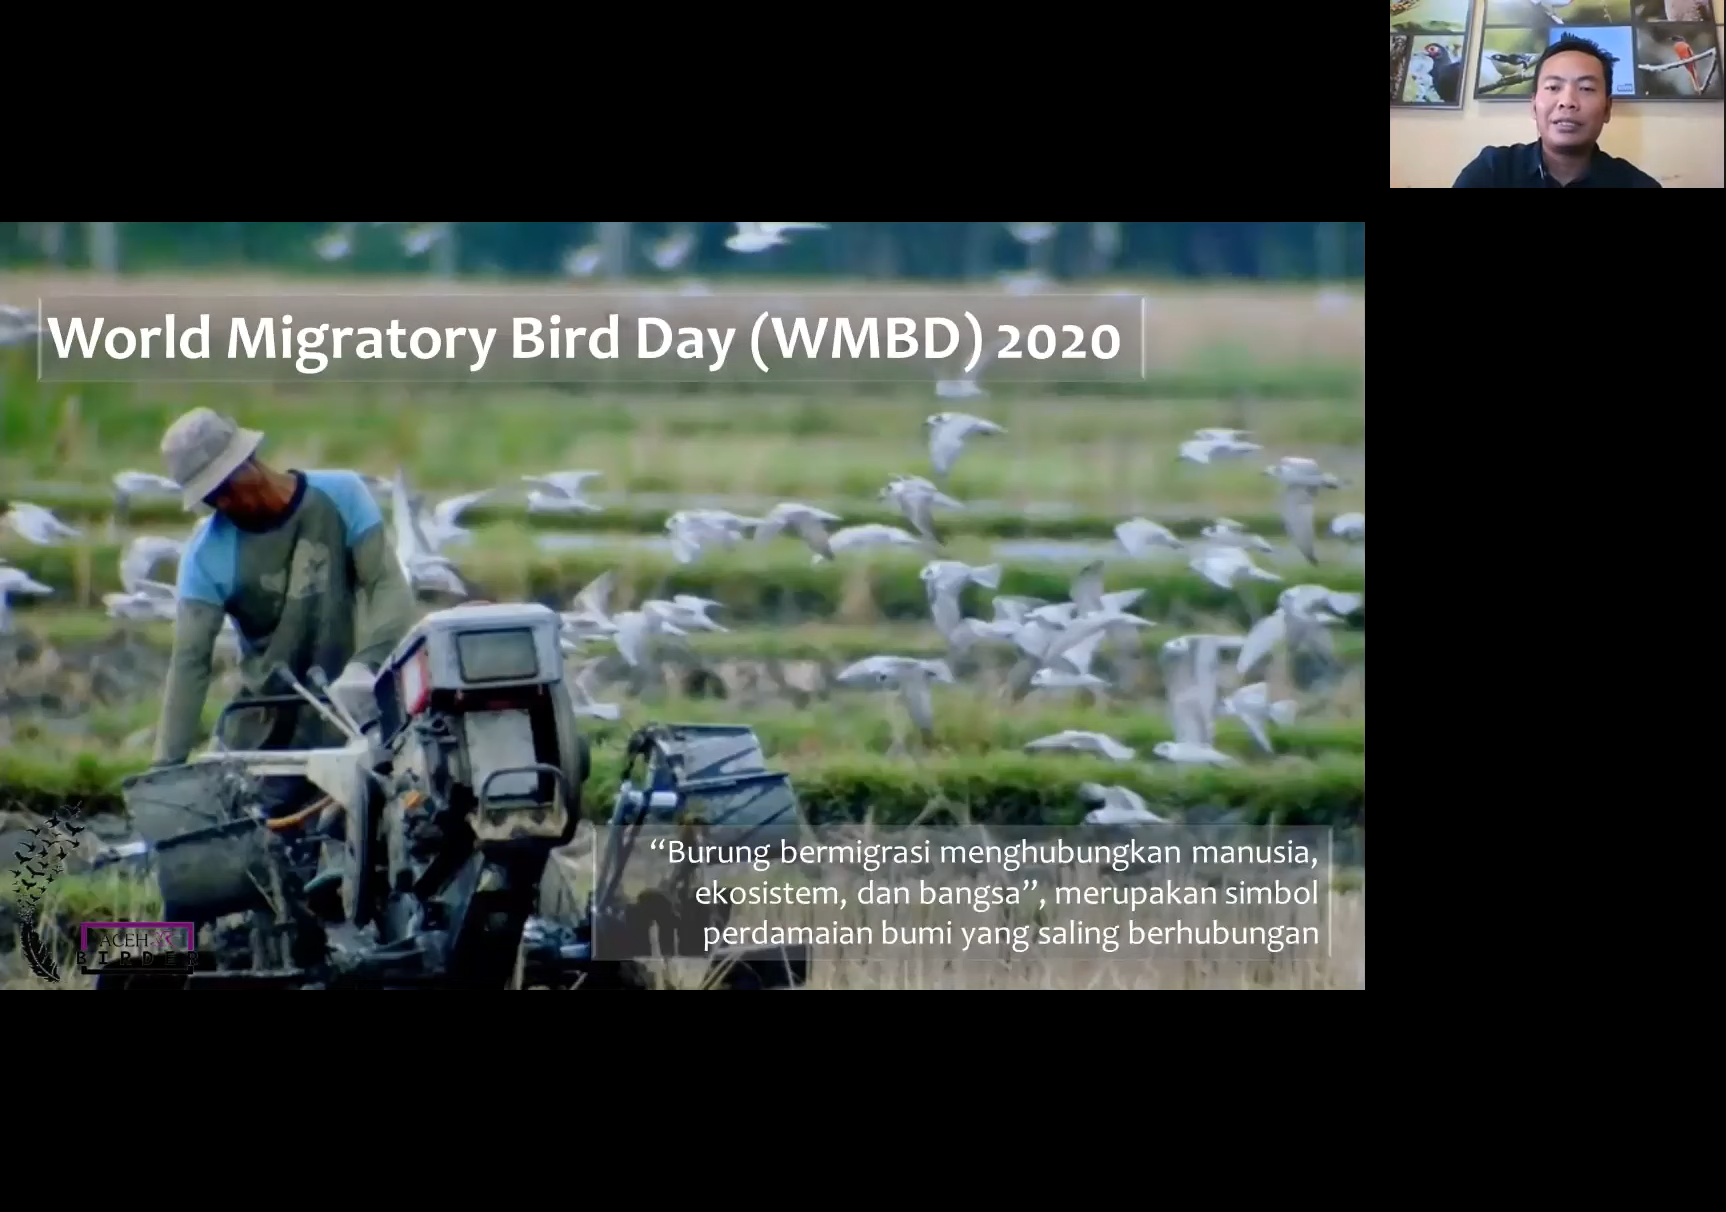 World Migratory Bird Day (WMBD) 2020
“Burung bermigrasi menghubungkan manusia,
ekosistem, dan bangsa”, merupakan simbol
perdamaian bumi yang saling berhubungan
ACEH
BIRDER